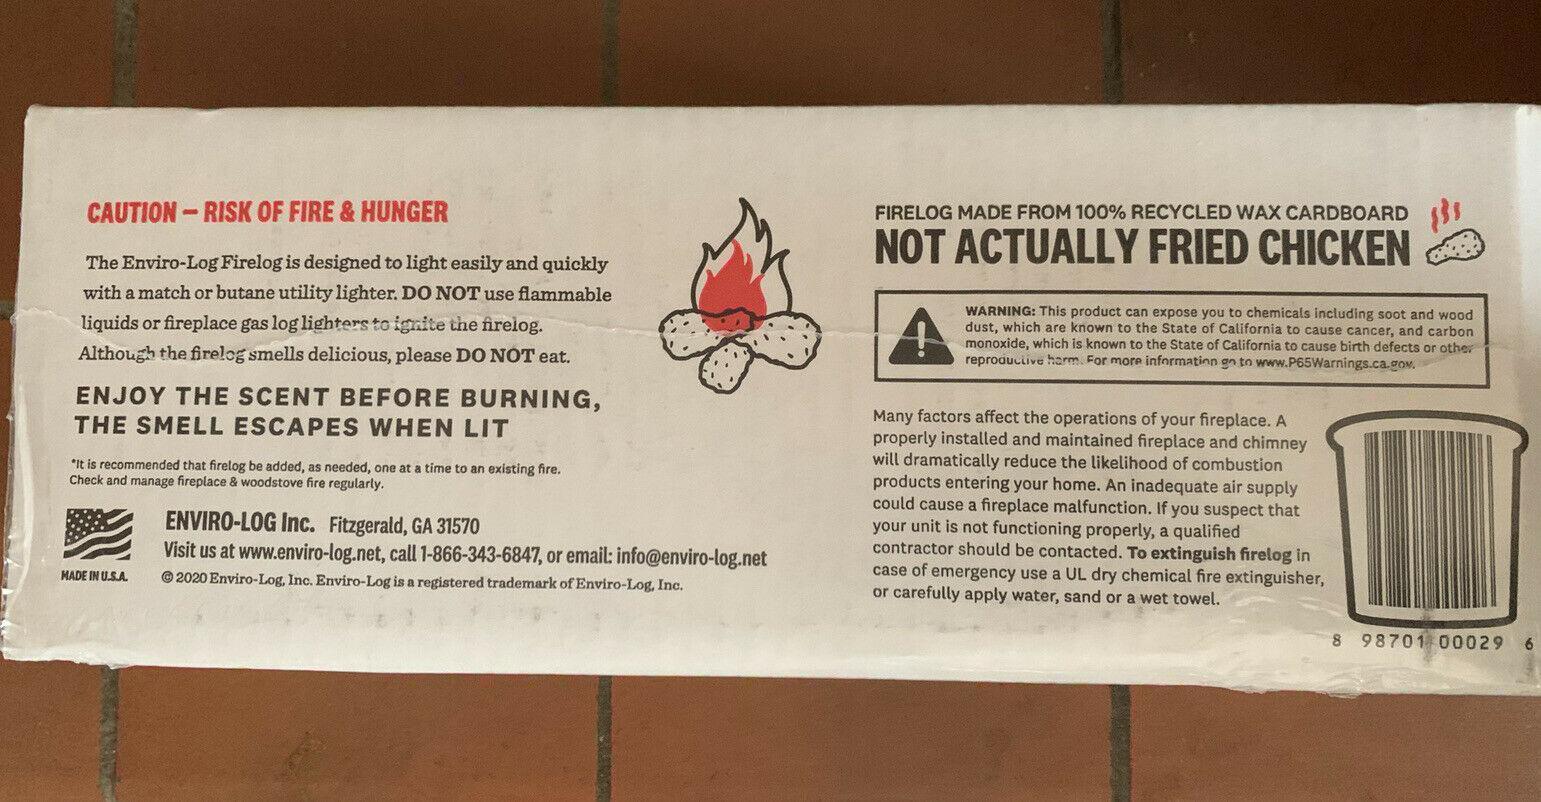 CAUTION – RISK OF FIRE & HUNGER
The Enviro-Log Firelog is designed to light easily and quickly
with a match or butane utility lighter. DO NOT use flammable
liquids or fireplace gas log lighters to ignite the firelog.
Although the firelog smells delicious, please DO NOT eat.
ENJOY THE SCENT BEFORE BURNING,
THE SMELL ESCAPES WHEN LIT
*It is recommended that firelog be added, as needed, one at a time to an existing fire.
Check and manage fireplace & woodstove fire regularly.
MADE IN U.S.A.
ENVIRO-LOG Inc. Fitzgerald, GA 31570
Visit us at www.enviro-log.net, call 1-866-343-6847, or email: info@enviro-log.net
© 2020 Enviro-Log, Inc. Enviro-Log is a registered trademark of Enviro-Log, Inc.
FIRELOG MADE FROM 100% RECYCLED WAX CARDBOARD
NOT ACTUALLY FRIED CHICKEN
WARNING: This product can expose you to chemicals including soot and wood
dust, which are known to the State of California to cause cancer, and carbon
monoxide, which is known to the State of California to cause birth defects or other
reproductive harm. For more information go to www.P65Warnings.ca.gov.
Many factors affect the operations of your fireplace. A
properly installed and maintained fireplace and chimney
will dramatically reduce the likelihood of combustion
products entering your home. An inadequate air supply
could cause a fireplace malfunction. If you suspect that
your unit is not functioning properly, a qualified
contractor should be contacted. To extinguish firelog in
case of emergency use a UL dry chemical fire extinguisher,
or carefully apply water, sand or a wet towel.
8 98701 00029 6